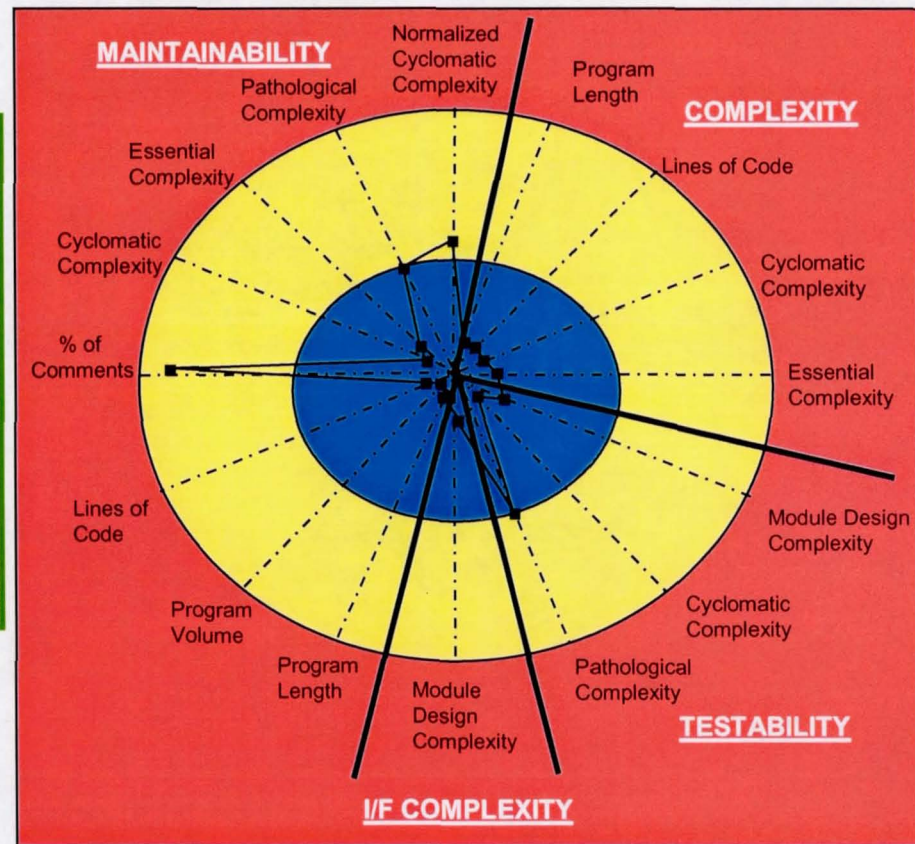 MAINTAINABILITY
Normalized
Cyclomatic
Complexity
Program
Length
COMPLEXITY
Pathological
Complexity
Lines of Code
Essential
Complexity
Cyclomatic
Complexity
Cyclomatic
Complexity
% of
Comments
Essential
Complexity
Lines of
Code
Module Design
Complexity
Program
Volume
Cyclomatic
Complexity
Program
Length
Module
Design
Complexity
Pathological
Complexity
TESTABILITY
I/F COMPLEXITY